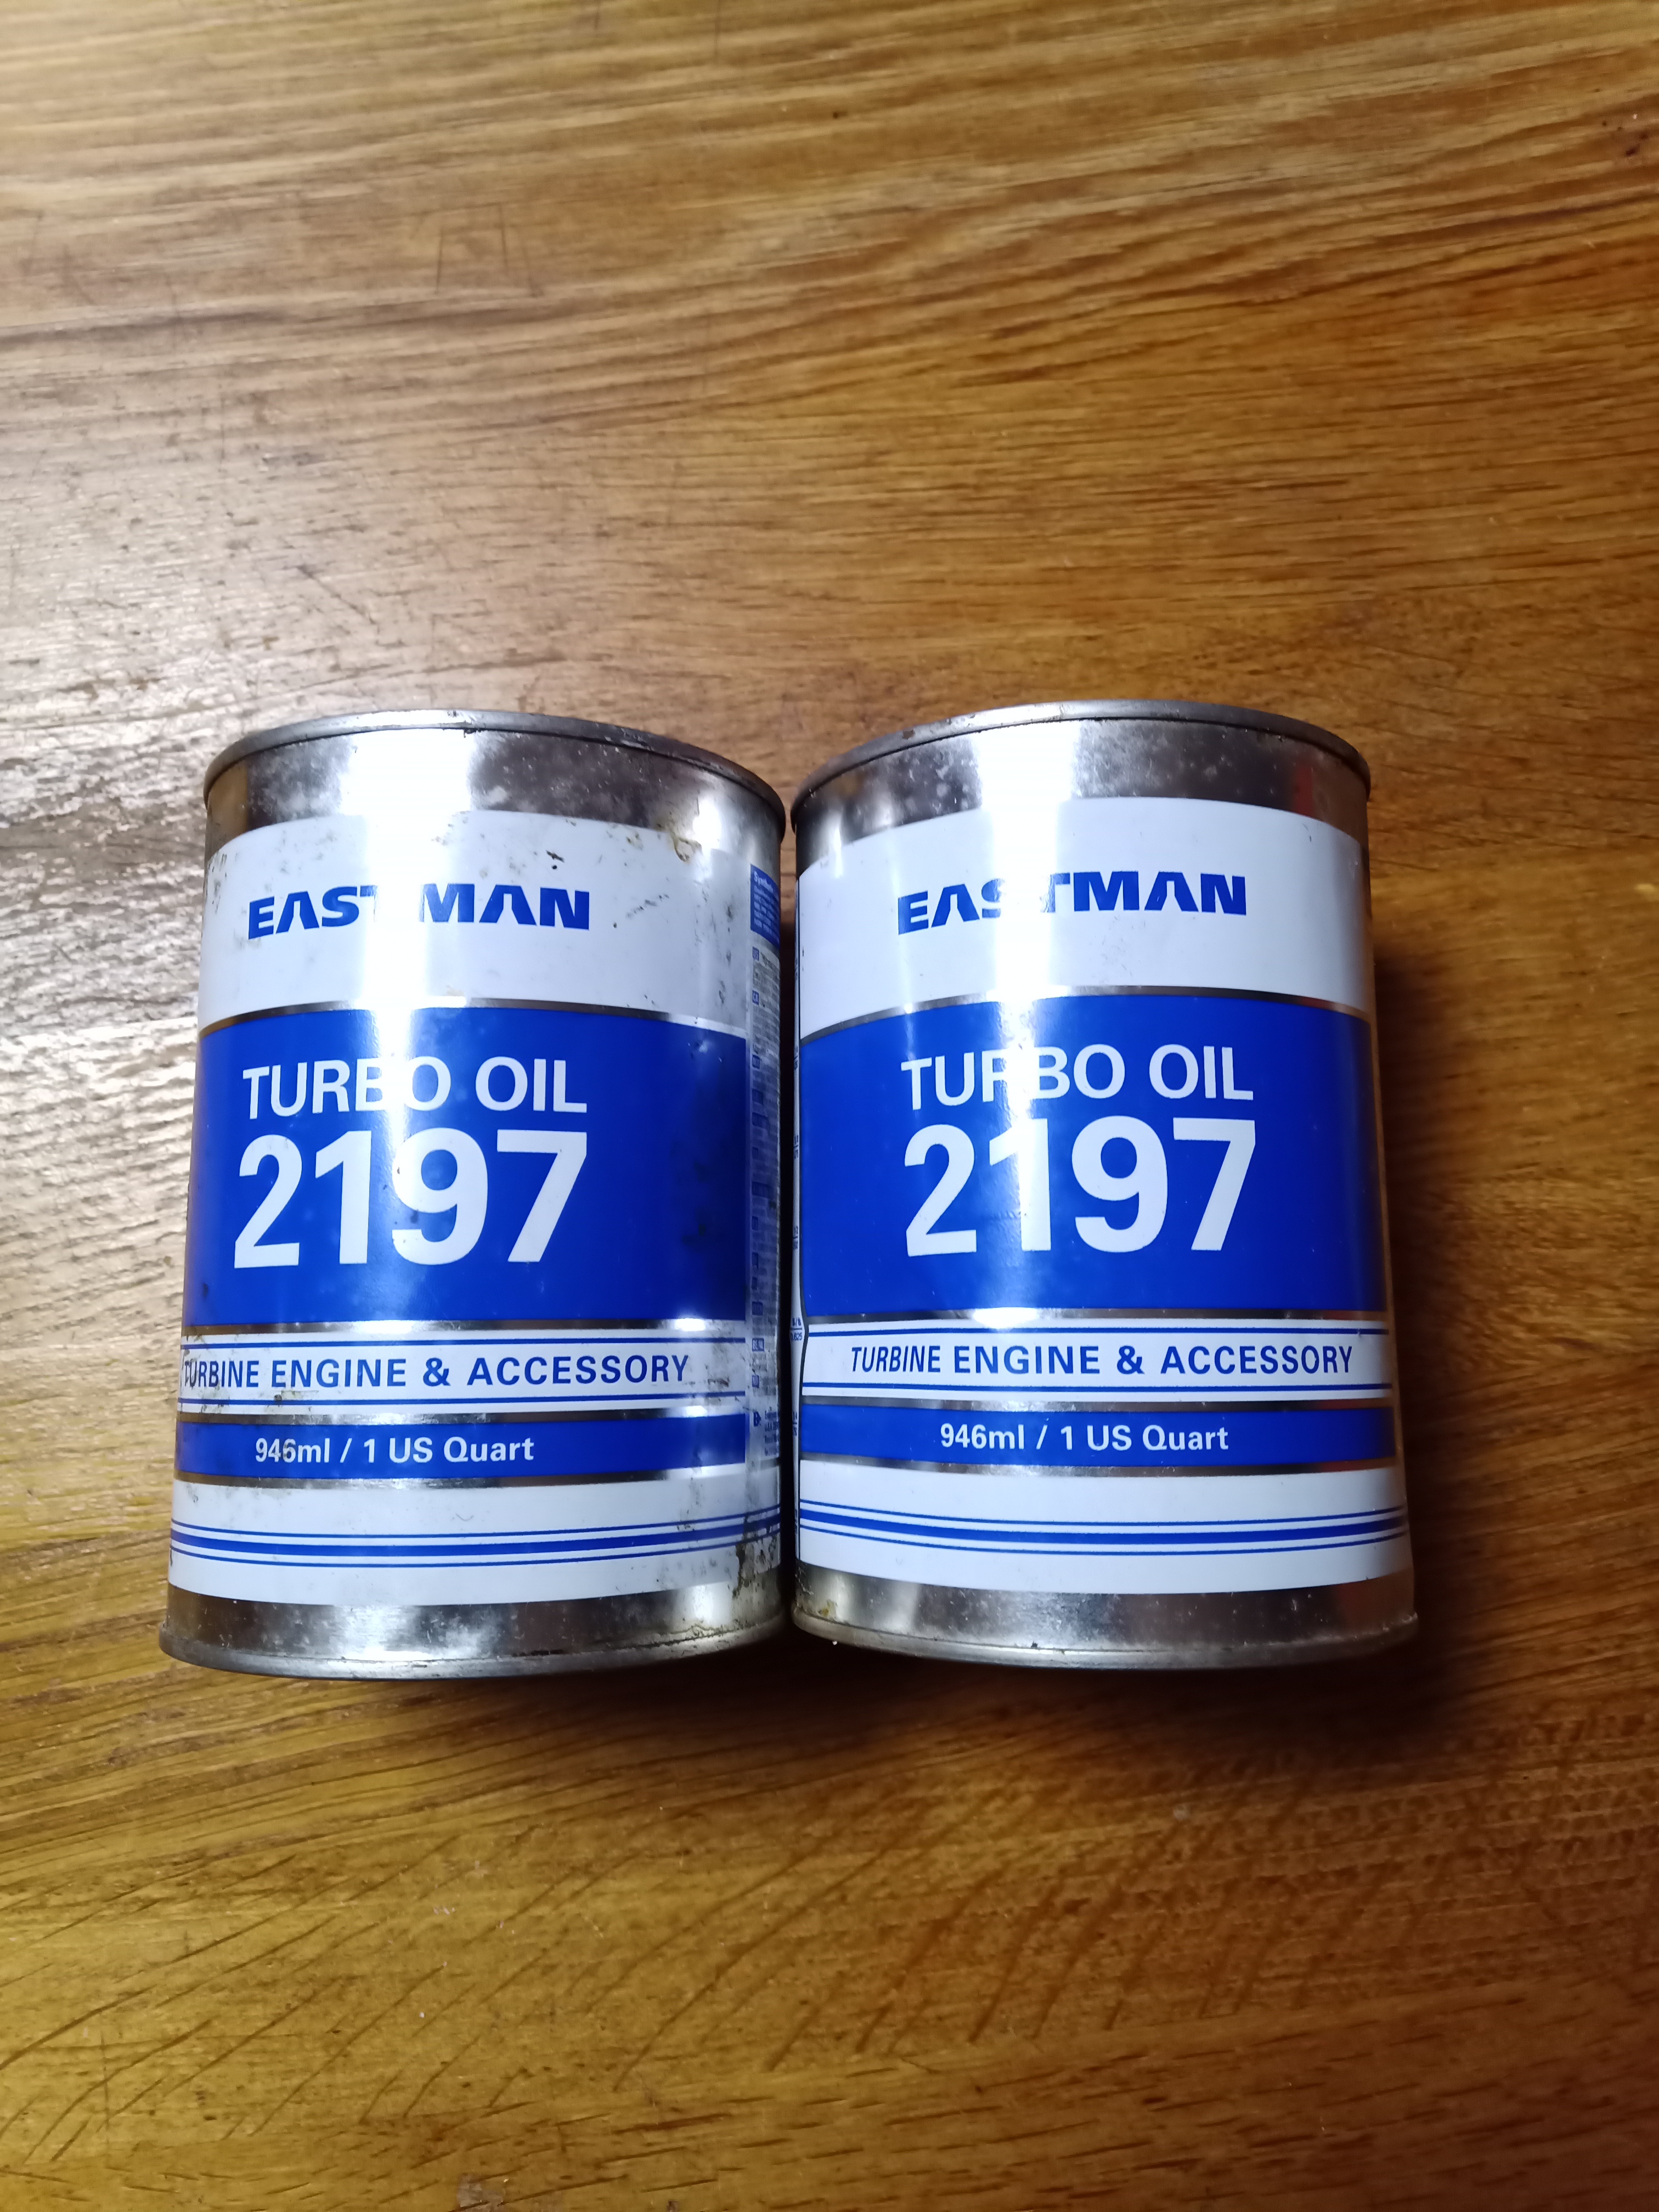 EASTMAN
TURBO OIL
2197
TURBINE ENGINE & ACCESSORY
946ml / 1 US Quart
EASTMAN
TURBO OIL
2197
TURBINE ENGINE & ACCESSORY
946ml / 1 US Quart